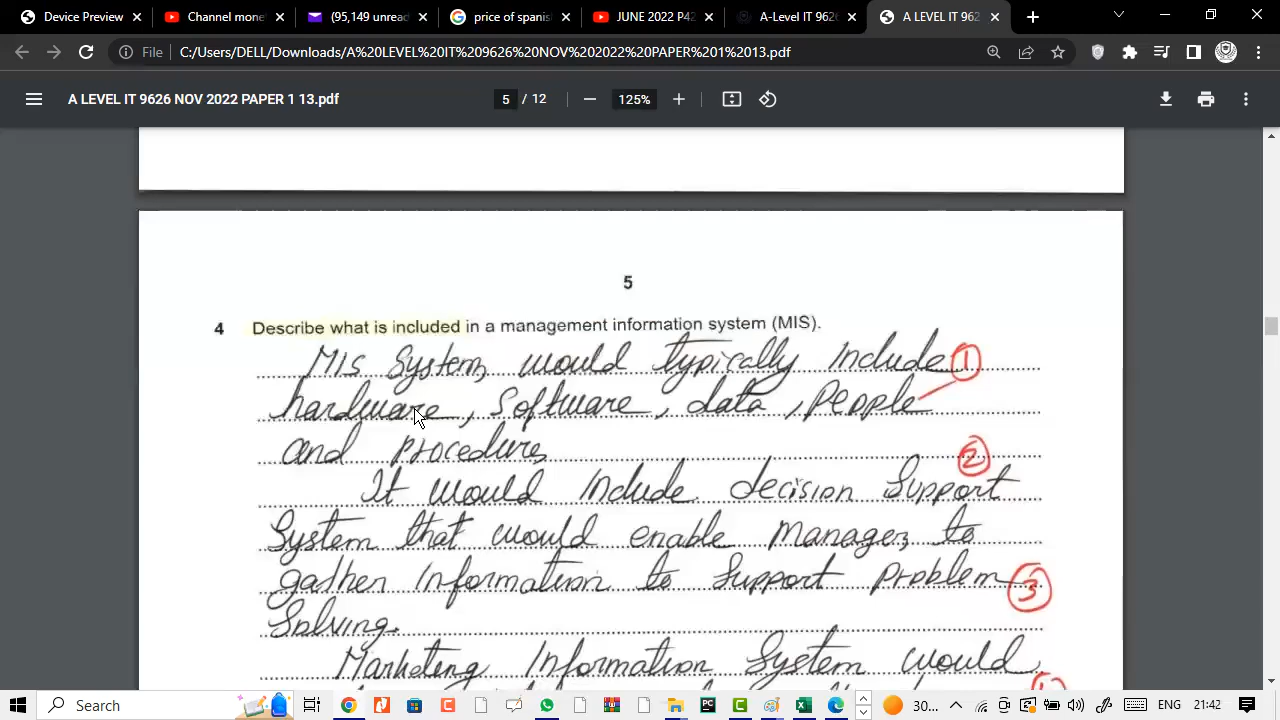 Device Preview
Channel mone
(95,149 unrea
price of spanis
JUNE 2022 P42
A-Level IT 9626
A LEVEL IT 962
File
C:/Users/DELL/Downloads/A%20LEVEL%20IT%209626%20NOV%202022%20PAPER%201%2013.pdf
A LEVEL IT 9626 NOV 2022 PAPER 1 13.pdf
5 / 12
125%
5
4 Describe what is included in a management information system (MIS).
MIS System would typically include 1
hardware, Software, data, People
and procedures
2
It would include decision Support
System that would enable managers to
gather information to support problem 3
Solving.
Marketing Information System would
Search
30...
ENG
21:42